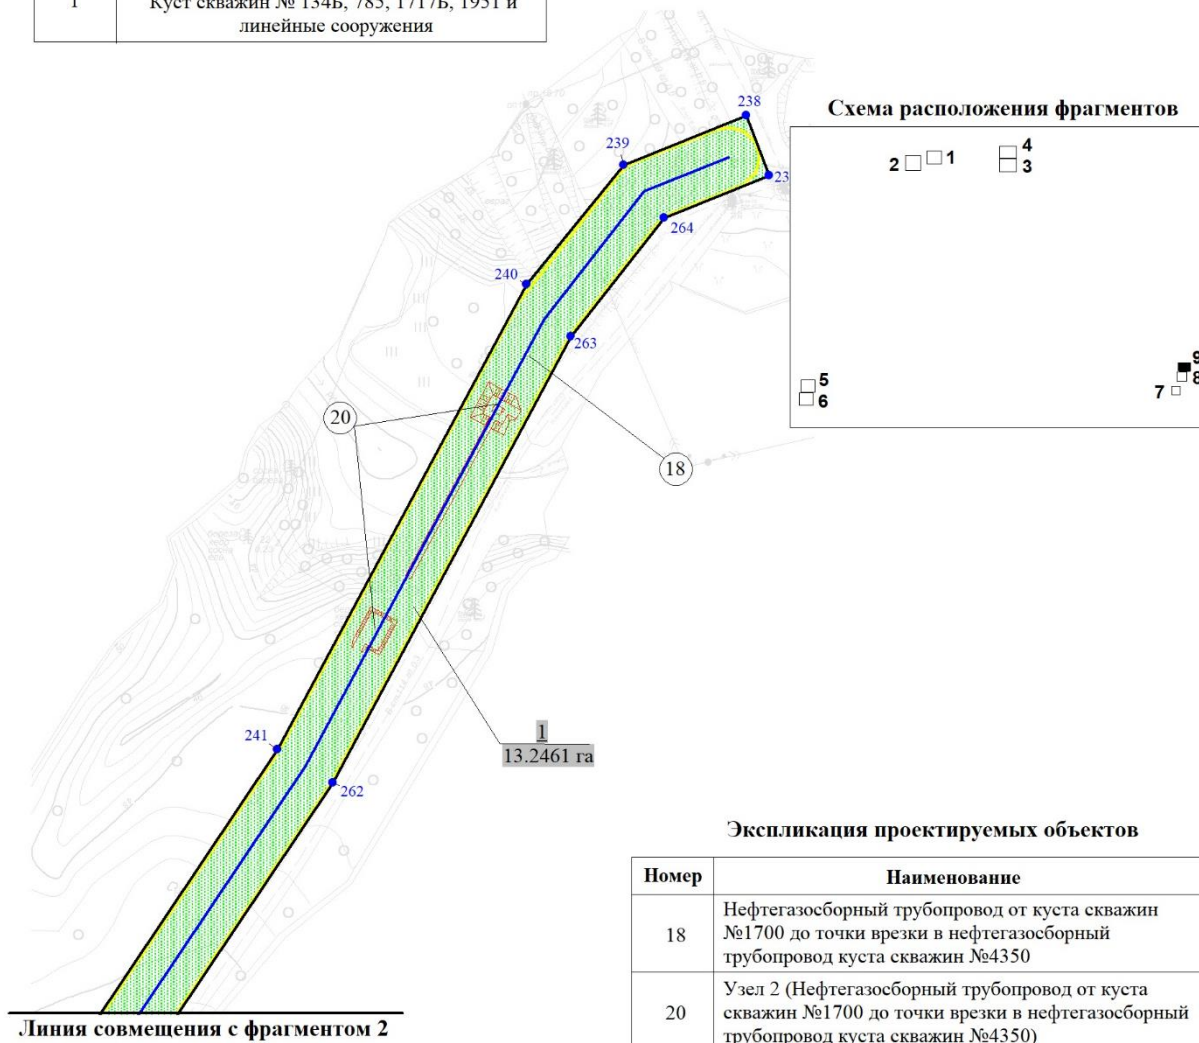 1
Куст скважин № 134Б, 785, 1717Б, 1951 и
линейные сооружения
238
Схема расположения фрагментов
239
4
2
1
3
23
264
240
263
9
8
7
5
6
20
18
241
1
13.2461 га
262
Экспликация проектируемых объектов
Номер
Наименование
18
Нефтегазосборный трубопровод от куста скважин
№1700 до точки врезки в нефтегазосборный
трубопровод куста скважин №4350
20
Узел 2 (Нефтегазосборный трубопровод от куста
скважин №1700 до точки врезки в нефтегазосборный
трубопровод куста скважин №4350)
Линия совмещения с фрагментом 2